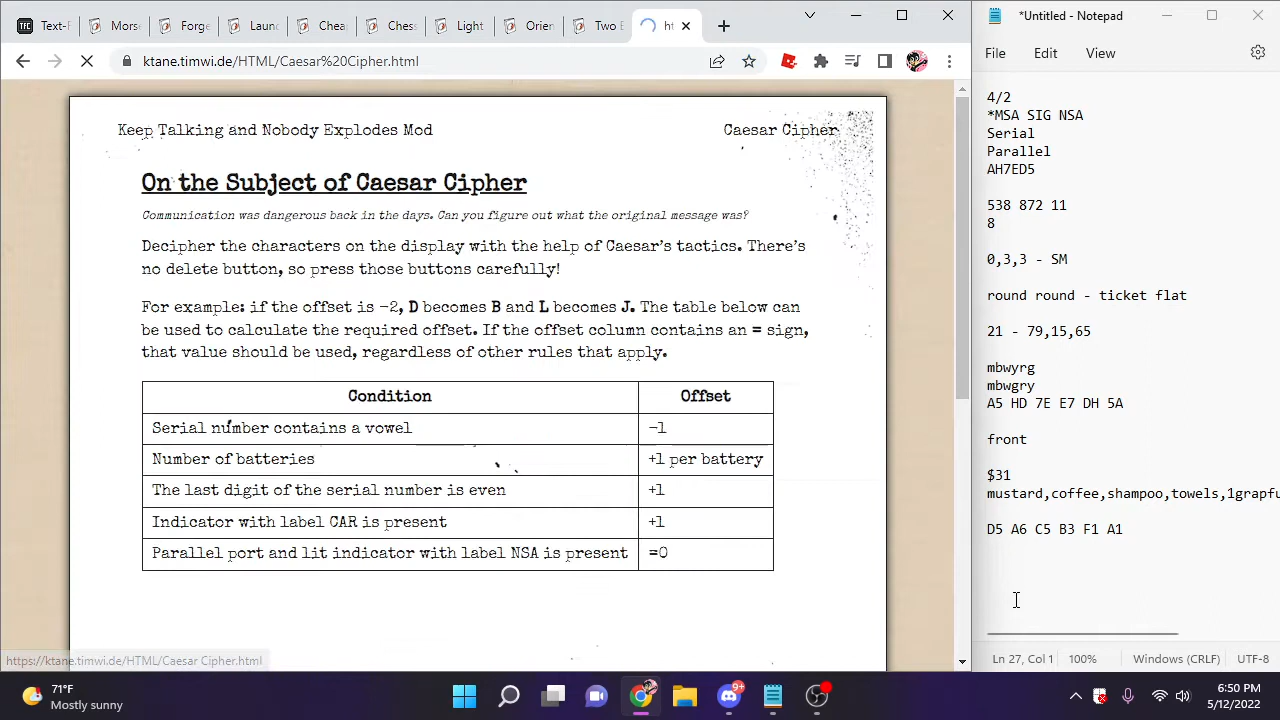 Text-F
Mod
Forge
Laun
Chea
Chess
Light
Orie
Two B
ht
ktane.timwi.de/HTML/Caesar%20Cipher.html
Keep Talking and Nobody Explodes Mod
Caesar Cipher
On the Subject of Caesar Cipher
Communication was dangerous back in the days. Can you figure out what the original message was?
Decipher the characters on the display with the help of Caesar's tactics. There's
no delete button, so press those buttons carefully!
For example: if the offset is −2, D becomes B and L becomes J. The table below can
be used to calculate the required offset. If the offset column contains an = sign,
that value should be used, regardless of other rules that apply.
Condition Offset
Serial number contains a vowel −1
Number of batteries +1 per battery
The last digit of the serial number is even +1
Indicator with label CAR is present +1
Parallel port and lit indicator with label NSA is present =0
https://ktane.timwi.de/HTML/Caesar Cipher.html
*Untitled - Notepad
File Edit View
4/2
*MSA SIG NSA
Serial
Parallel
AH7ED5
538 872 11
8
0,3,3 - SM
round round - ticket flat
21 - 79,15,65
mbwyrg
mbwgry
A5 HD 7E E7 DH 5A
front
$31
mustard,coffee,shampoo,towels,1grapfu
D5 A6 C5 B3 F1 A1
Ln 27, Col 1 100% Windows (CRLF) UTF-8
71°F
Mostly sunny
9+
6:50 PM
5/12/2022